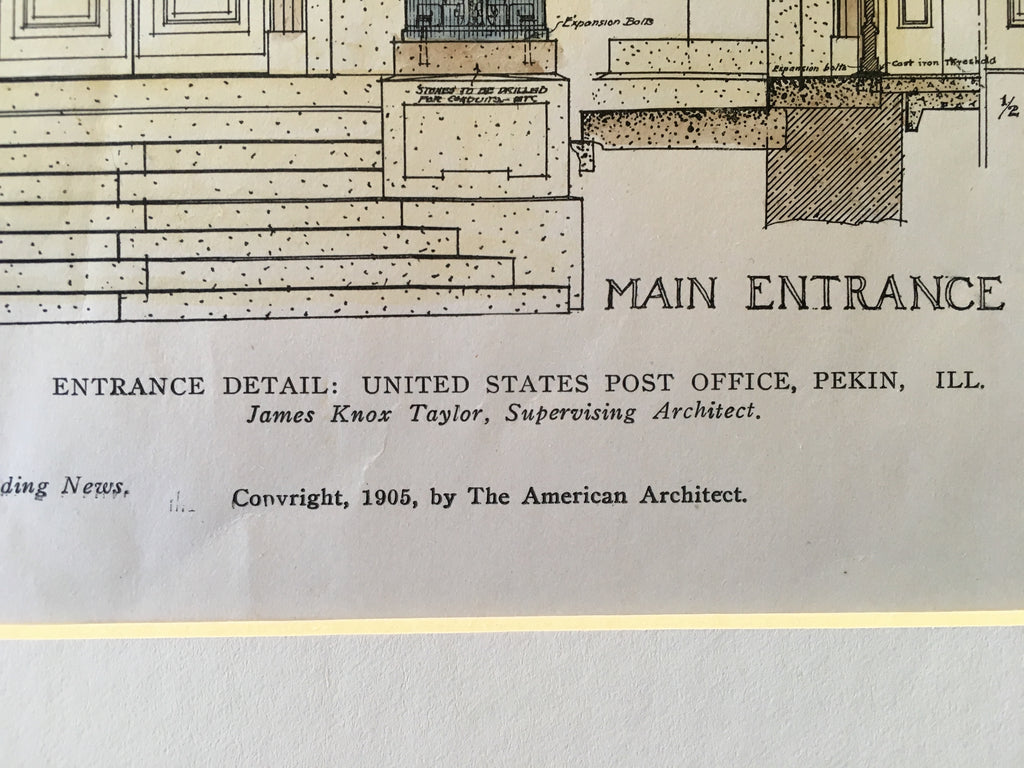 Expansion Bolts
Expansion bolts
Cast iron Threshold
STONES TO BE DRILLED
FOR CONDUITS - ETC
1/2
MAIN ENTRANCE
ENTRANCE DETAIL: UNITED STATES POST OFFICE, PEKIN, ILL.
James Knox Taylor, Supervising Architect.
ding News.
Copyright, 1905, by The American Architect.